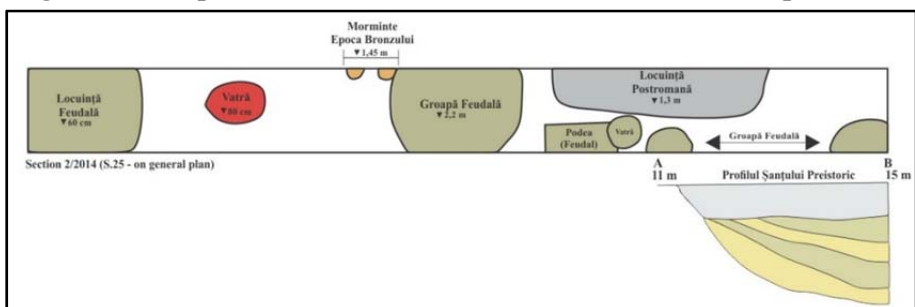 Morminte
Epoca Bronzului
▼1,45 m
Locuință
Feudală
▼60 cm
Vatră
▼80 cm
Groapă Feudală
▼2,2 m
Locuință
Postromană
▼1,3 m
Podea
(Feudal)
Vatră
Groapă Feudală
Section 2/2014 (S.25 - on general plan)
A
11 m
Profilul Șanțului Preistoric
B
15 m